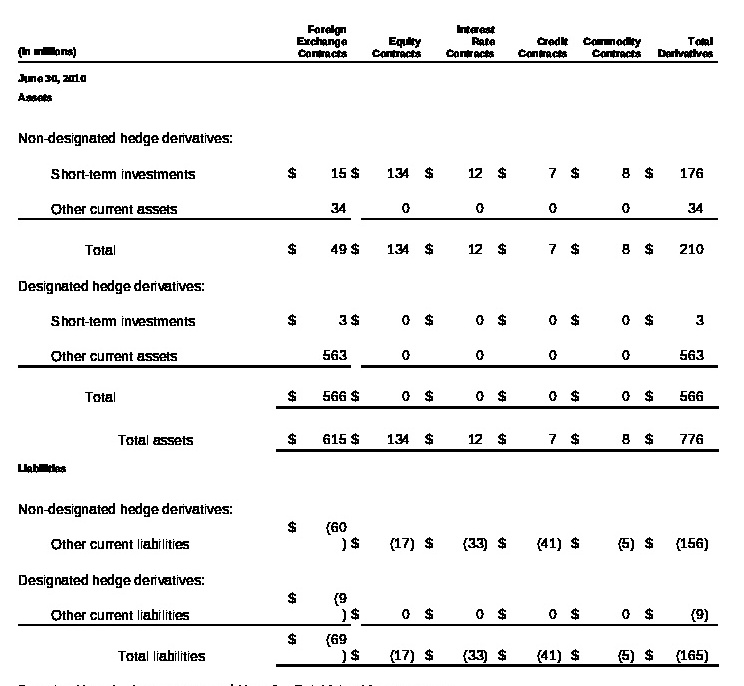 Foreign Exchange Contracts Equity Contracts Interest Rate Contracts Credit Contracts Commodity Contracts Total Derivatives
(In millions)
June 30, 2010
Assets
Non-designated hedge derivatives:
Short-term investments $ 15 $ 134 $ 12 $ 7 $ 8 $ 176
Other current assets 34 0 0 0 0 34
Total $ 49 $ 134 $ 12 $ 7 $ 8 $ 210
Designated hedge derivatives:
Short-term investments $ 3 $ 0 $ 0 $ 0 $ 0 $ 3
Other current assets 563 0 0 0 0 563
Total $ 566 $ 0 $ 0 $ 0 $ 0 $ 566
Total assets $ 615 $ 134 $ 12 $ 7 $ 8 $ 776
Liabilities
Non-designated hedge derivatives:
Other current liabilities $ (60 ) $ (17) $ (33) $ (41) $ (5) $ (156)
Designated hedge derivatives:
Other current liabilities $ (9 ) $ 0 $ 0 $ 0 $ 0 $ (9)
Total liabilities $ (69 ) $ (17) $ (33) $ (41) $ (5) $ (165)